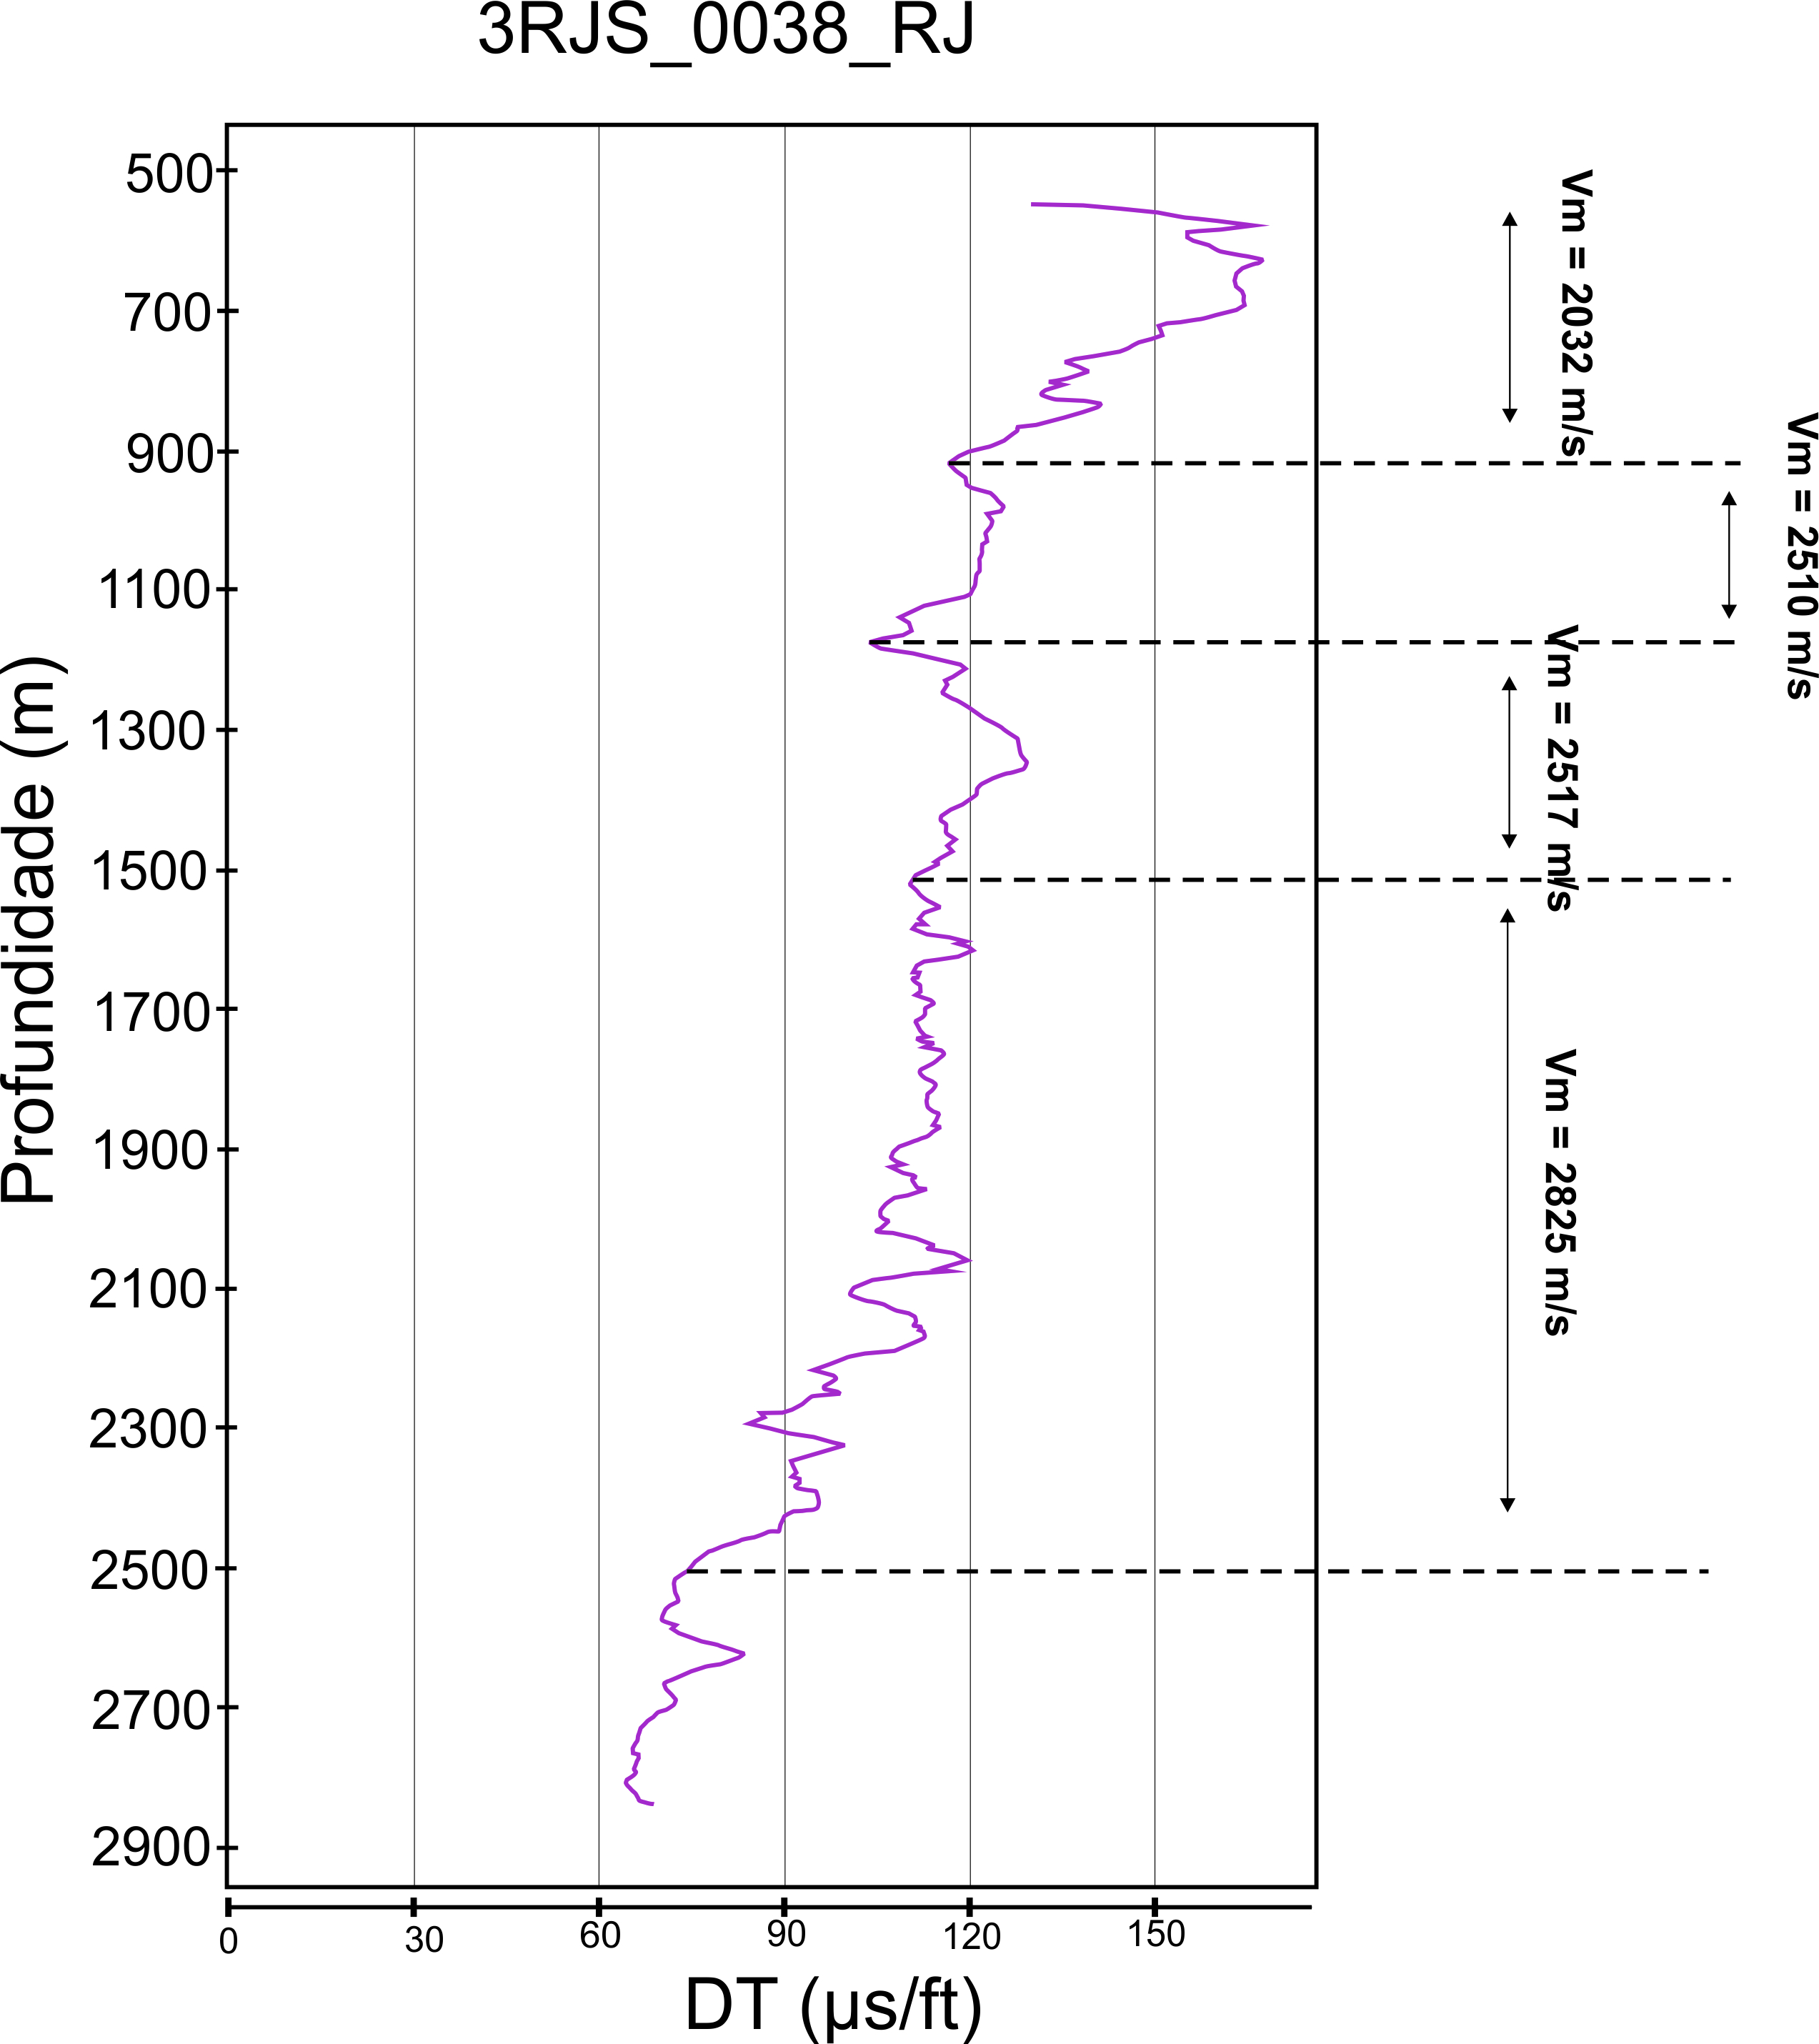 3RJS_0038_RJ
Profundidade (m)
500
700
900
1100
1300
1500
1700
1900
2100
2300
2500
2700
2900
Vm = 2032 m/s
Vm = 2510 m/s
Vm = 2517 m/s
Vm = 2825 m/s
0
30
60
90
120
150
DT (µs/ft)